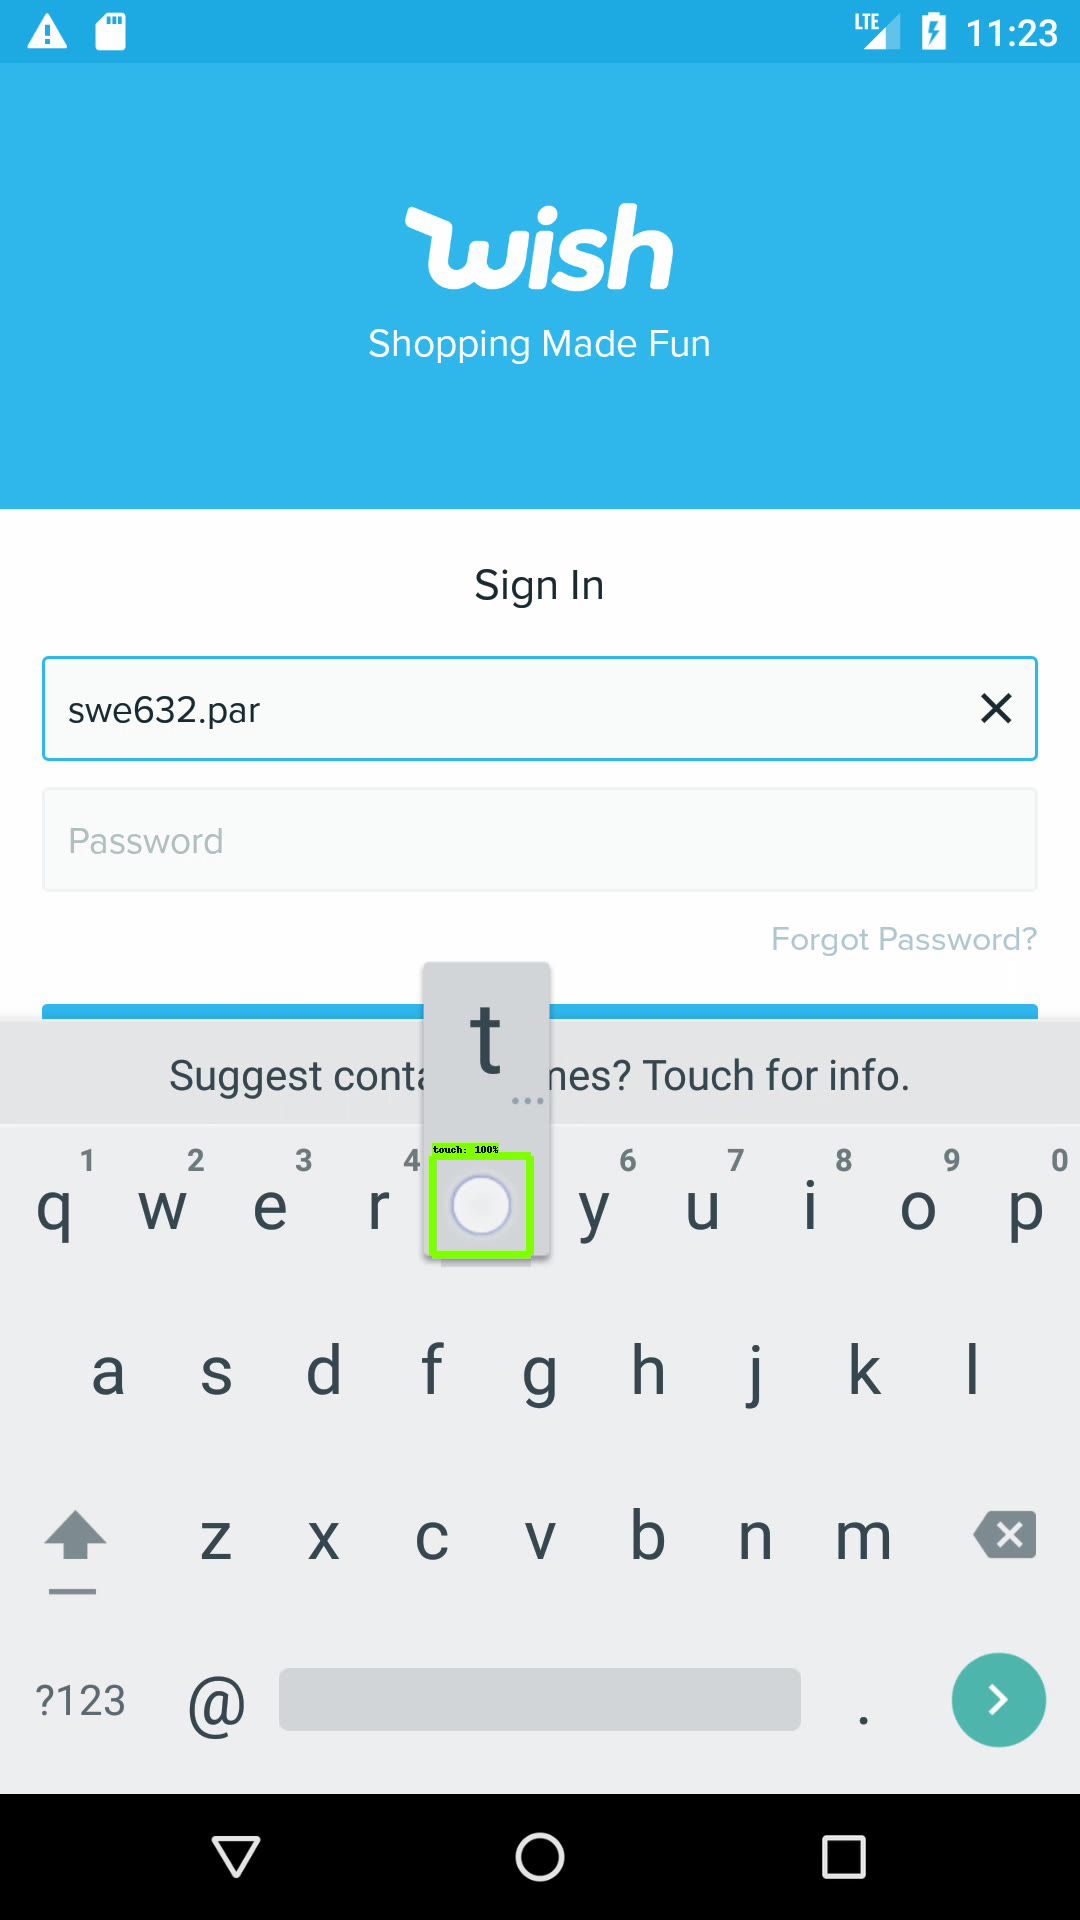 LTE 11:23
wish
Shopping Made Fun
Sign In
swe632.par
Password
Forgot Password?
t
Suggest conta nes? Touch for info.
touch: 100%
1 2 3 4 6 7 8 9 0
q w e r y u i o p
a s d f g h j k l
z x c v b n m
?123 @ .